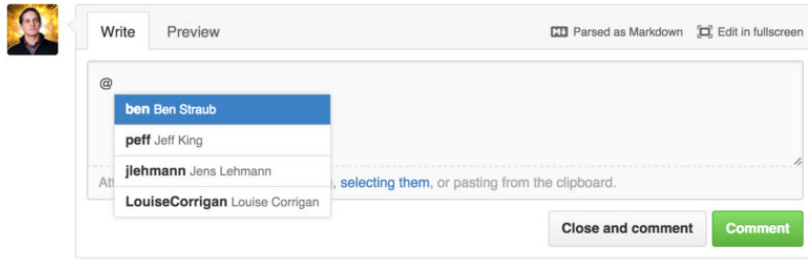 Write Preview Parsed as Markdown Edit in fullscreen
@
ben Ben Straub
peff Jeff King
jlehmann Jens Lehmann
At , selecting them, or pasting from the clipboard.
LouiseCorrigan Louise Corrigan
Close and comment Comment